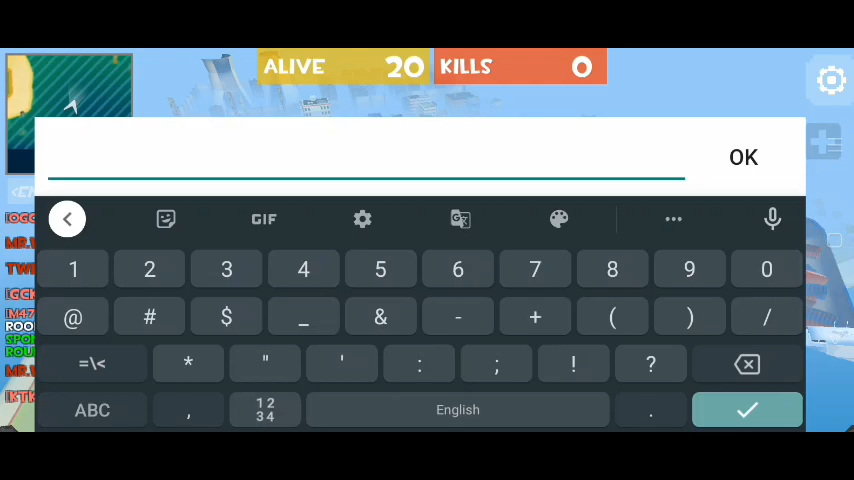 ALIVE 20 KILLS 0
OK
GIF
1 2 3 4 5 6 7 8 9 0
@ # $ _ & - + ( ) /
=\< * " ' : ; ! ?
ABC , 12 34 English .